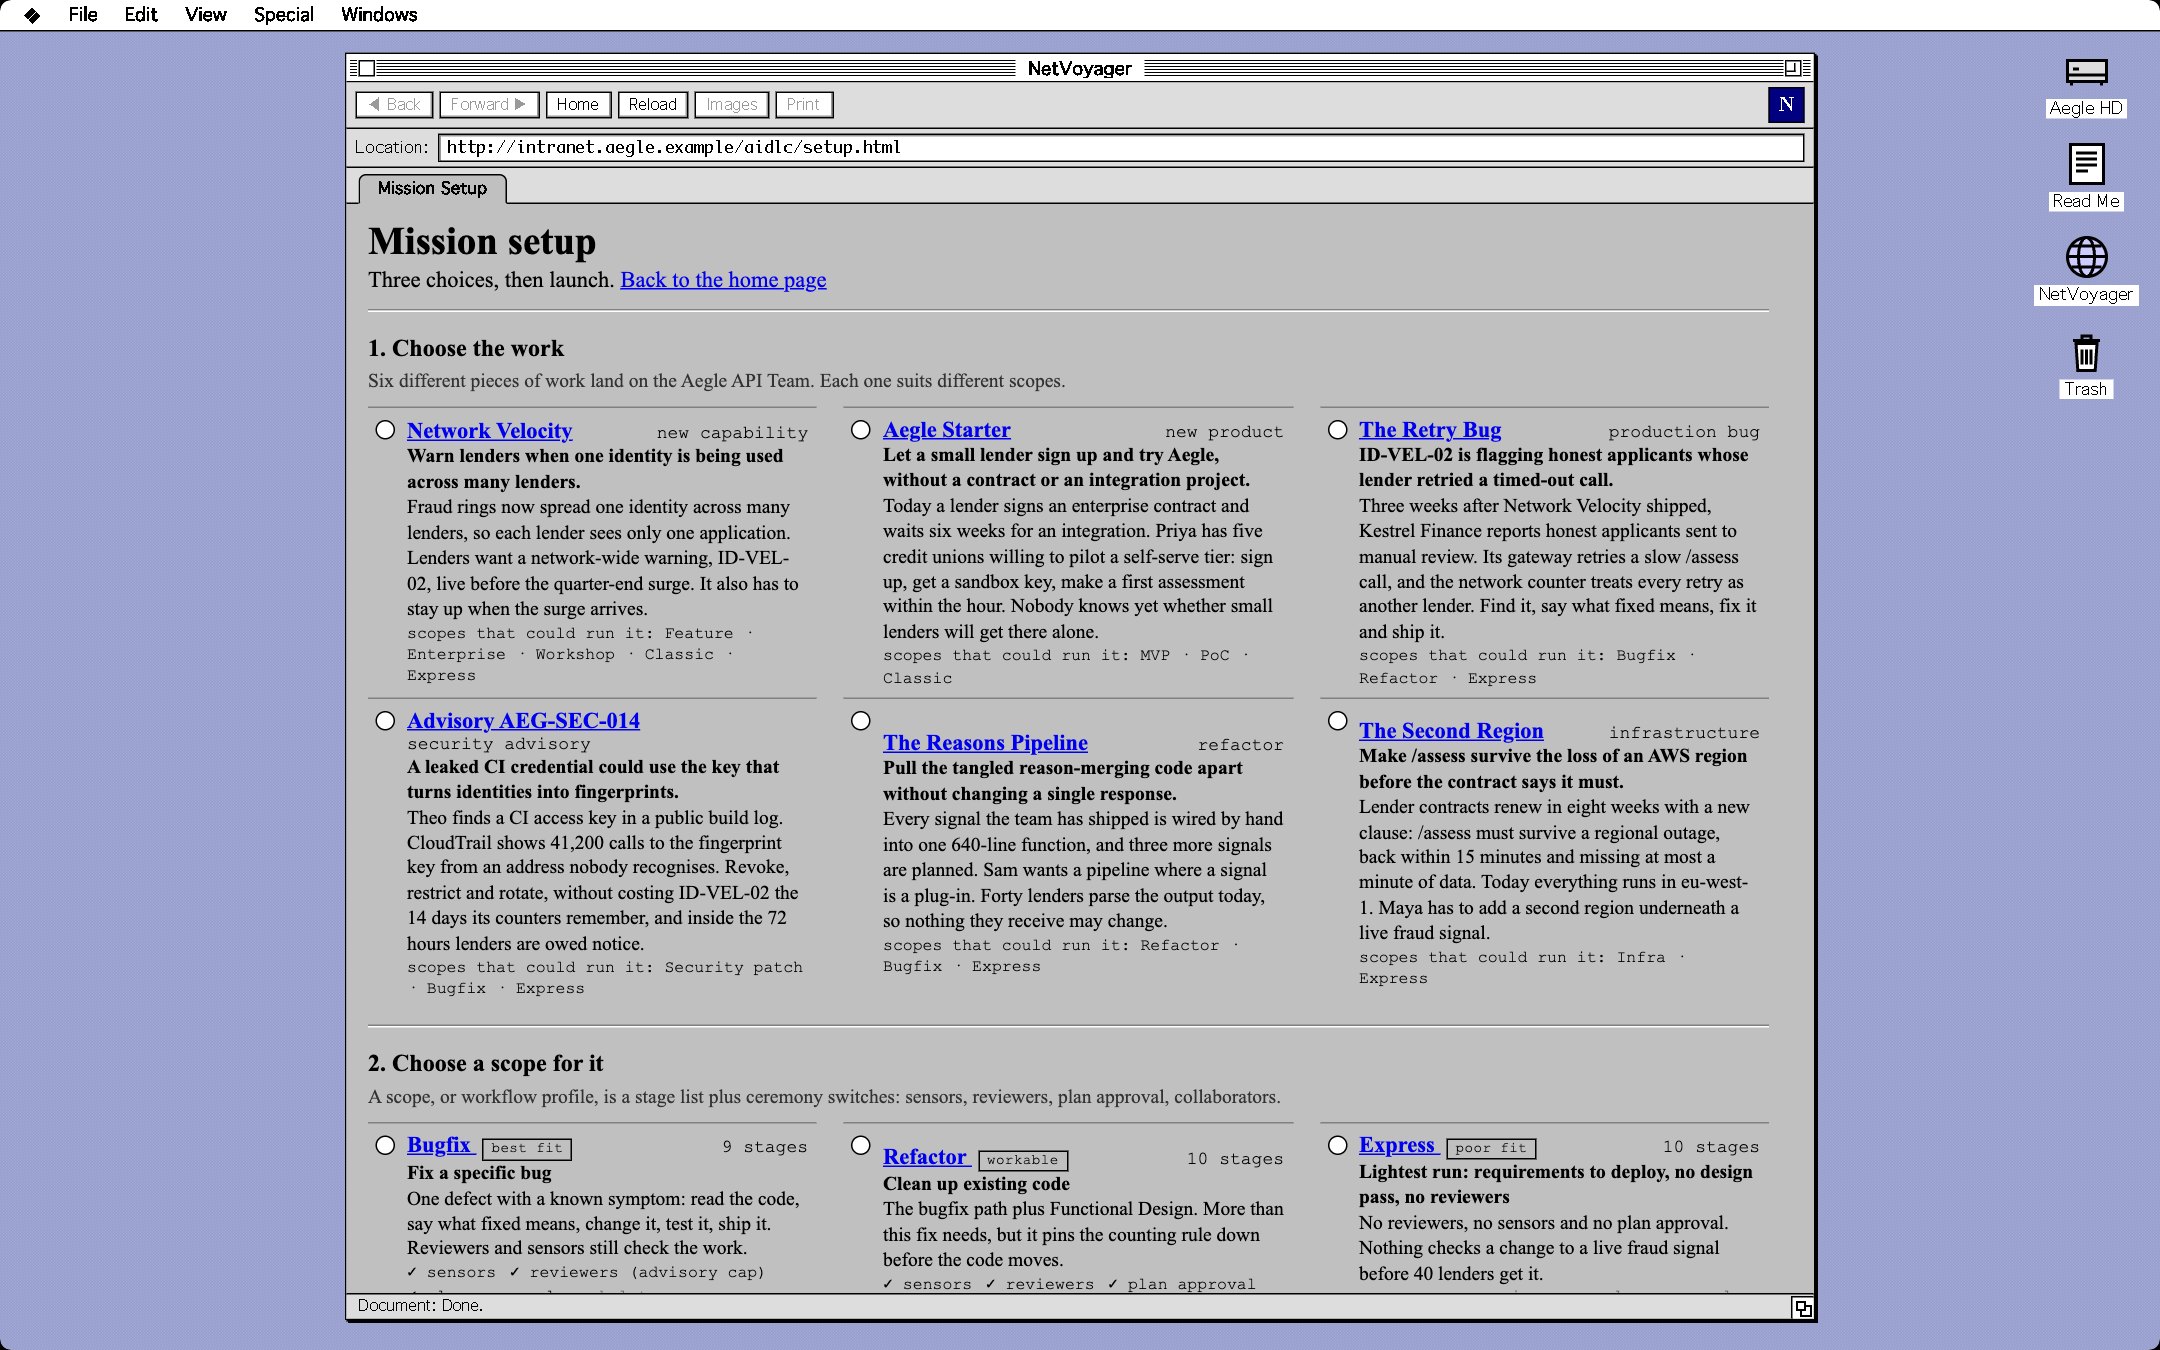 File Edit View Special Windows
NetVoyager
Back Forward Home Reload Images Print N
Location: http://intranet.aegle.example/aidlc/setup.html
Mission Setup
Mission setup
Three choices, then launch. Back to the home page
1. Choose the work
Six different pieces of work land on the Aegle API Team. Each one suits different scopes.
Network Velocity new capability
Warn lenders when one identity is being used
across many lenders.
Fraud rings now spread one identity across many
lenders, so each lender sees only one application.
Lenders want a network-wide warning, ID-VEL-
02, live before the quarter-end surge. It also has to
stay up when the surge arrives.
scopes that could run it: Feature ·
Enterprise · Workshop · Classic ·
Express
Aegle Starter new product
Let a small lender sign up and try Aegle,
without a contract or an integration project.
Today a lender signs an enterprise contract and
waits six weeks for an integration. Priya has five
credit unions willing to pilot a self-serve tier: sign
up, get a sandbox key, make a first assessment
within the hour. Nobody knows yet whether small
lenders will get there alone.
scopes that could run it: MVP · PoC ·
Classic
The Retry Bug production bug
ID-VEL-02 is flagging honest applicants whose
lender retried a timed-out call.
Three weeks after Network Velocity shipped,
Kestrel Finance reports honest applicants sent to
manual review. Its gateway retries a slow /assess
call, and the network counter treats every retry as
another lender. Find it, say what fixed means, fix it
and ship it.
scopes that could run it: Bugfix ·
Refactor · Express
Advisory AEG-SEC-014
security advisory
A leaked CI credential could use the key that
turns identities into fingerprints.
Theo finds a CI access key in a public build log.
CloudTrail shows 41,200 calls to the fingerprint
key from an address nobody recognises. Revoke,
restrict and rotate, without costing ID-VEL-02 the
14 days its counters remember, and inside the 72
hours lenders are owed notice.
scopes that could run it: Security patch
· Bugfix · Express
The Reasons Pipeline refactor
Pull the tangled reason-merging code apart
without changing a single response.
Every signal the team has shipped is wired by hand
into one 640-line function, and three more signals
are planned. Sam wants a pipeline where a signal
is a plug-in. Forty lenders parse the output today,
so nothing they receive may change.
scopes that could run it: Refactor ·
Bugfix · Express
The Second Region infrastructure
Make /assess survive the loss of an AWS region
before the contract says it must.
Lender contracts renew in eight weeks with a new
clause: /assess must survive a regional outage,
back within 15 minutes and missing at most a
minute of data. Today everything runs in eu-west-
1. Maya has to add a second region underneath a
live fraud signal.
scopes that could run it: Infra ·
Express
2. Choose a scope for it
A scope, or workflow profile, is a stage list plus ceremony switches: sensors, reviewers, plan approval, collaborators.
Bugfix best fit 9 stages
Fix a specific bug
One defect with a known symptom: read the code,
say what fixed means, change it, test it, ship it.
Reviewers and sensors still check the work.
✓ sensors ✓ reviewers (advisory cap)
Refactor workable 10 stages
Clean up existing code
The bugfix path plus Functional Design. More than
this fix needs, but it pins the counting rule down
before the code moves.
✓ sensors ✓ reviewers ✓ plan approval
Express poor fit 10 stages
Lightest run: requirements to deploy, no design
pass, no reviewers
No reviewers, no sensors and no plan approval.
Nothing checks a change to a live fraud signal
before 40 lenders get it.
Document: Done.
Aegle HD
Read Me
NetVoyager
Trash